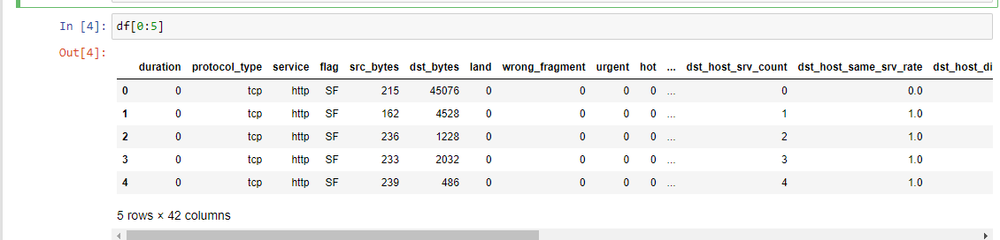 In [4]: df[0:5]
Out[4]:
duration protocol_type service flag src_bytes dst_bytes land wrong_fragment urgent hot ... dst_host_srv_count dst_host_same_srv_rate dst_host_di
0 0 tcp http SF 215 45076 0 0 0 0 ... 0 0.0
1 0 tcp http SF 162 4528 0 0 0 0 ... 1 1.0
2 0 tcp http SF 236 1228 0 0 0 0 ... 2 1.0
3 0 tcp http SF 233 2032 0 0 0 0 ... 3 1.0
4 0 tcp http SF 239 486 0 0 0 0 ... 4 1.0
5 rows × 42 columns